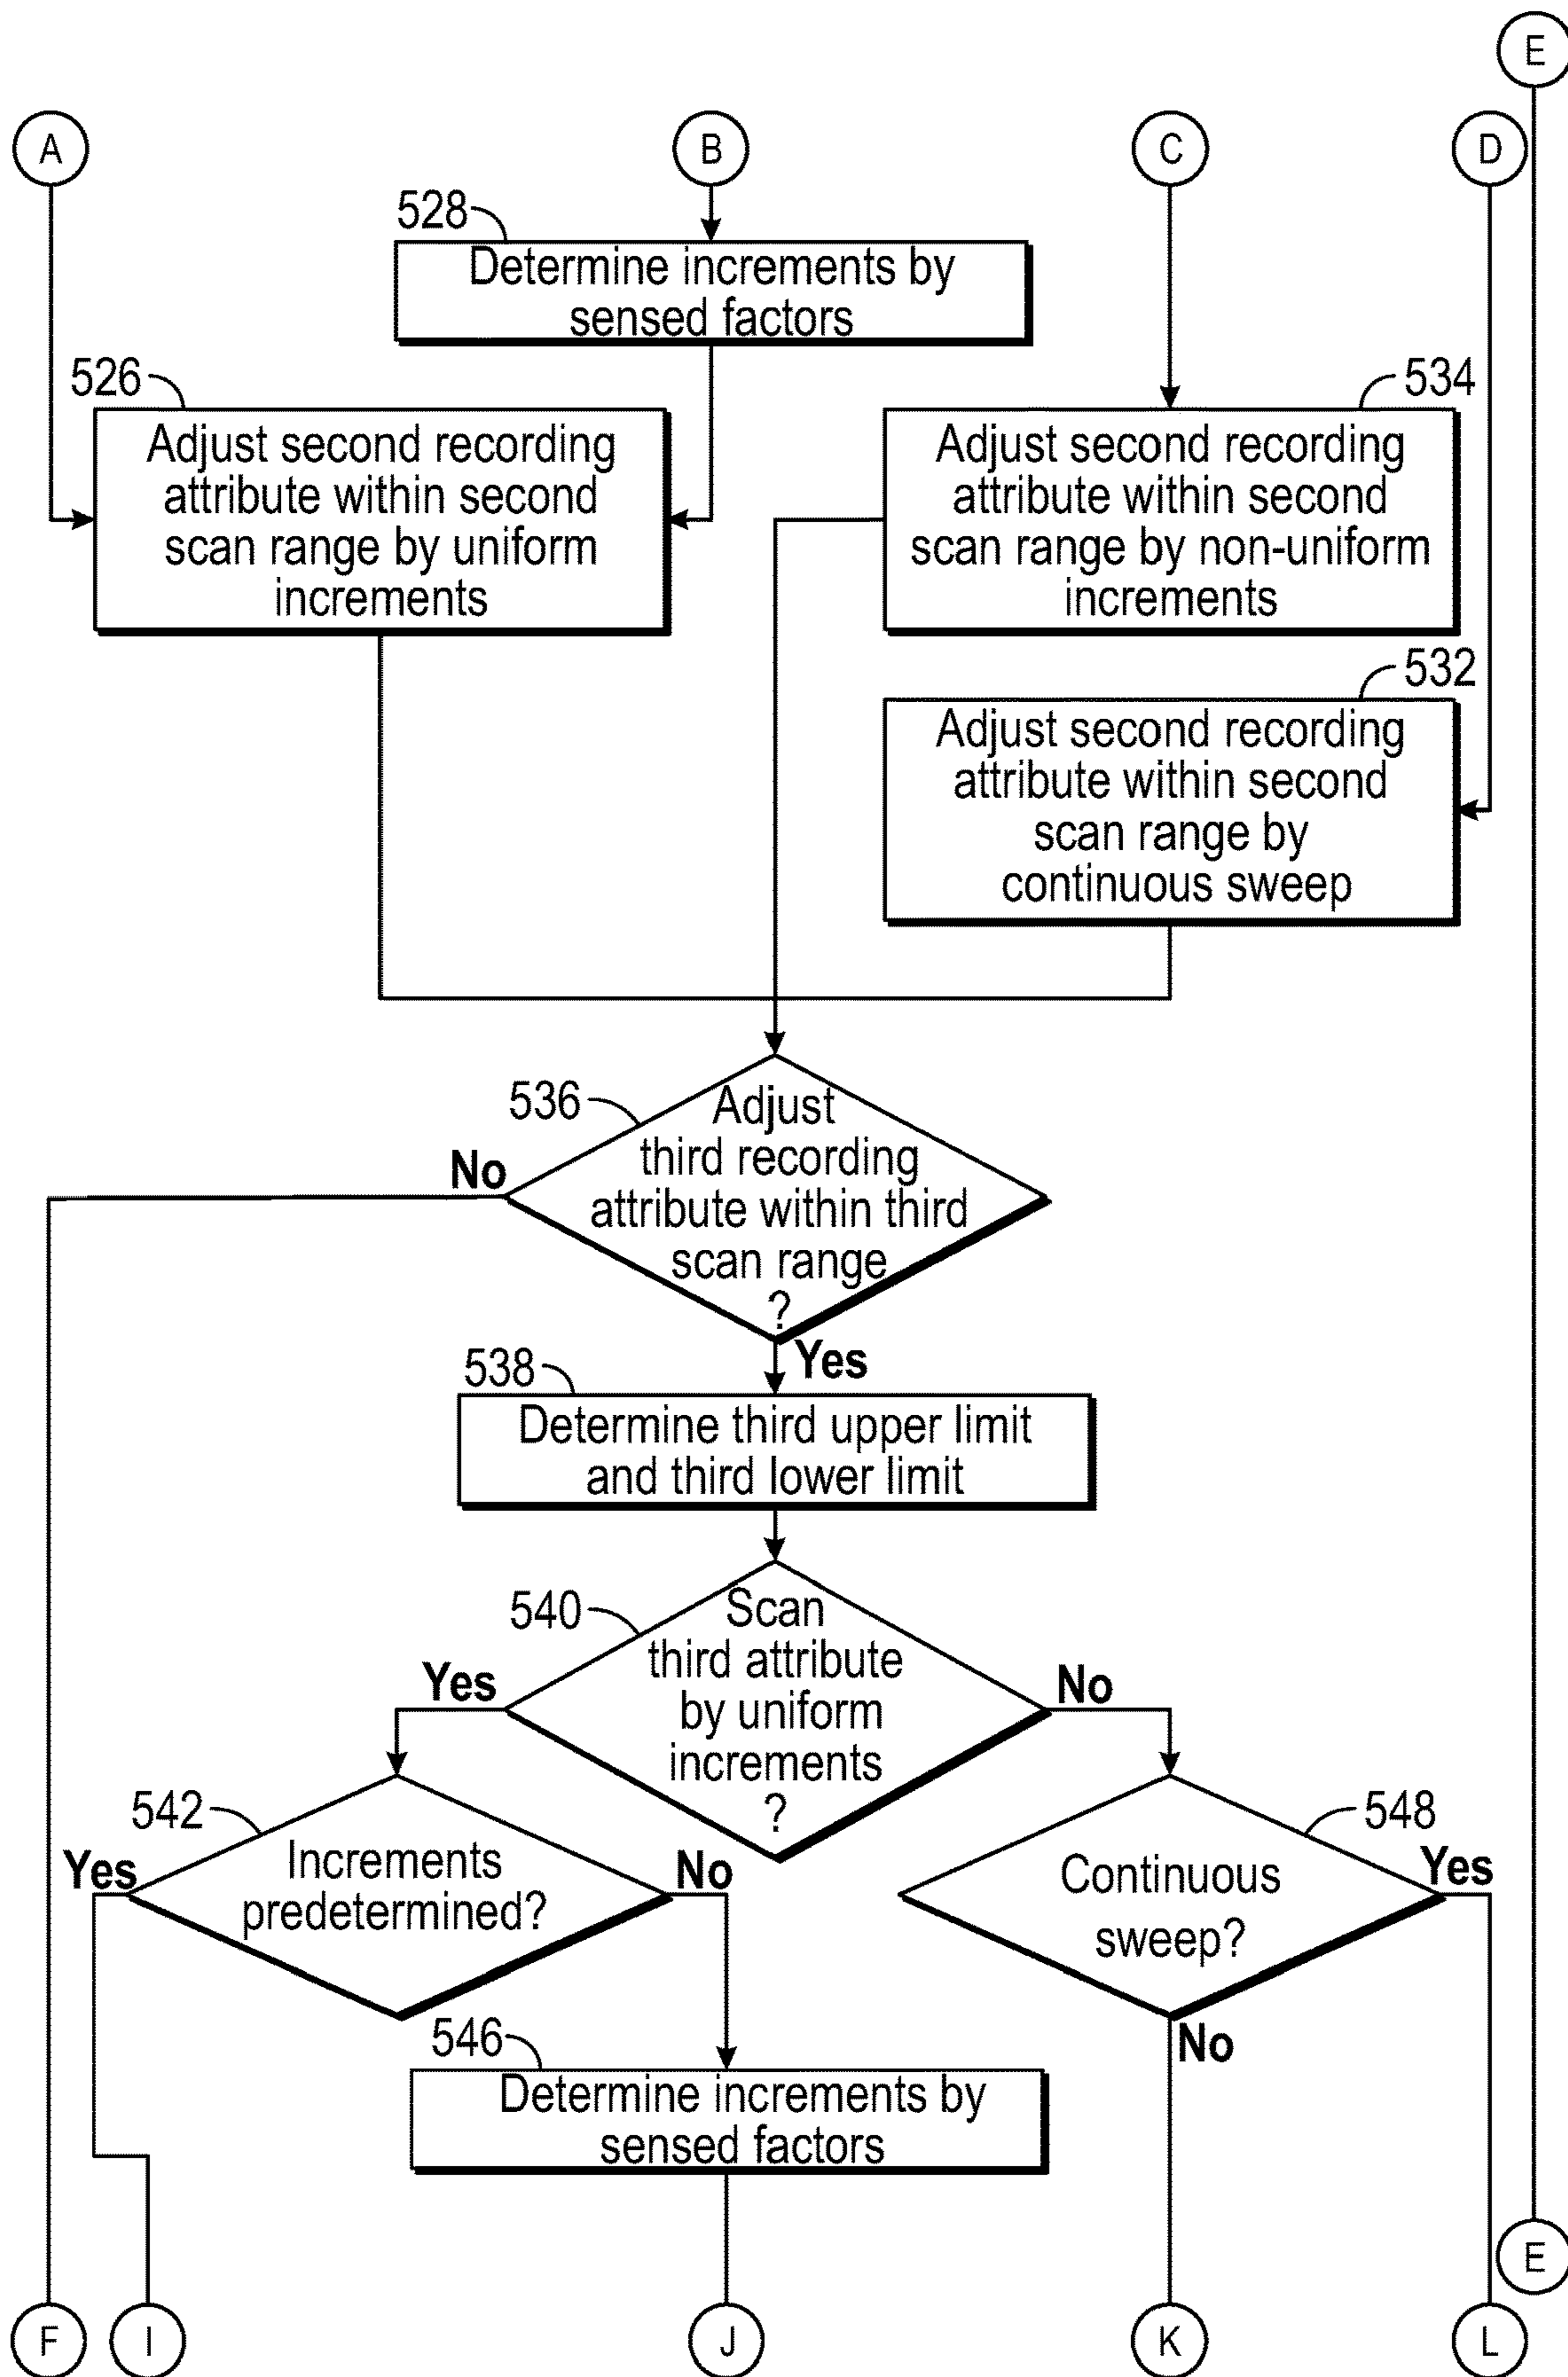 E
A
B
C
D
528
Determine increments by
sensed factors
526
Adjust second recording
attribute within second
scan range by uniform
increments
534
Adjust second recording
attribute within second
scan range by non-uniform
increments
532
Adjust second recording
attribute within second
scan range by
continuous sweep
536
Adjust
third recording
attribute within third
scan range
?
No
Yes
538
Determine third upper limit
and third lower limit
540
Scan
third attribute
by uniform
increments
?
Yes
No
542
Increments
predetermined?
Yes
No
548
Continuous
sweep?
Yes
No
546
Determine increments by
sensed factors
E
F
I
J
K
L